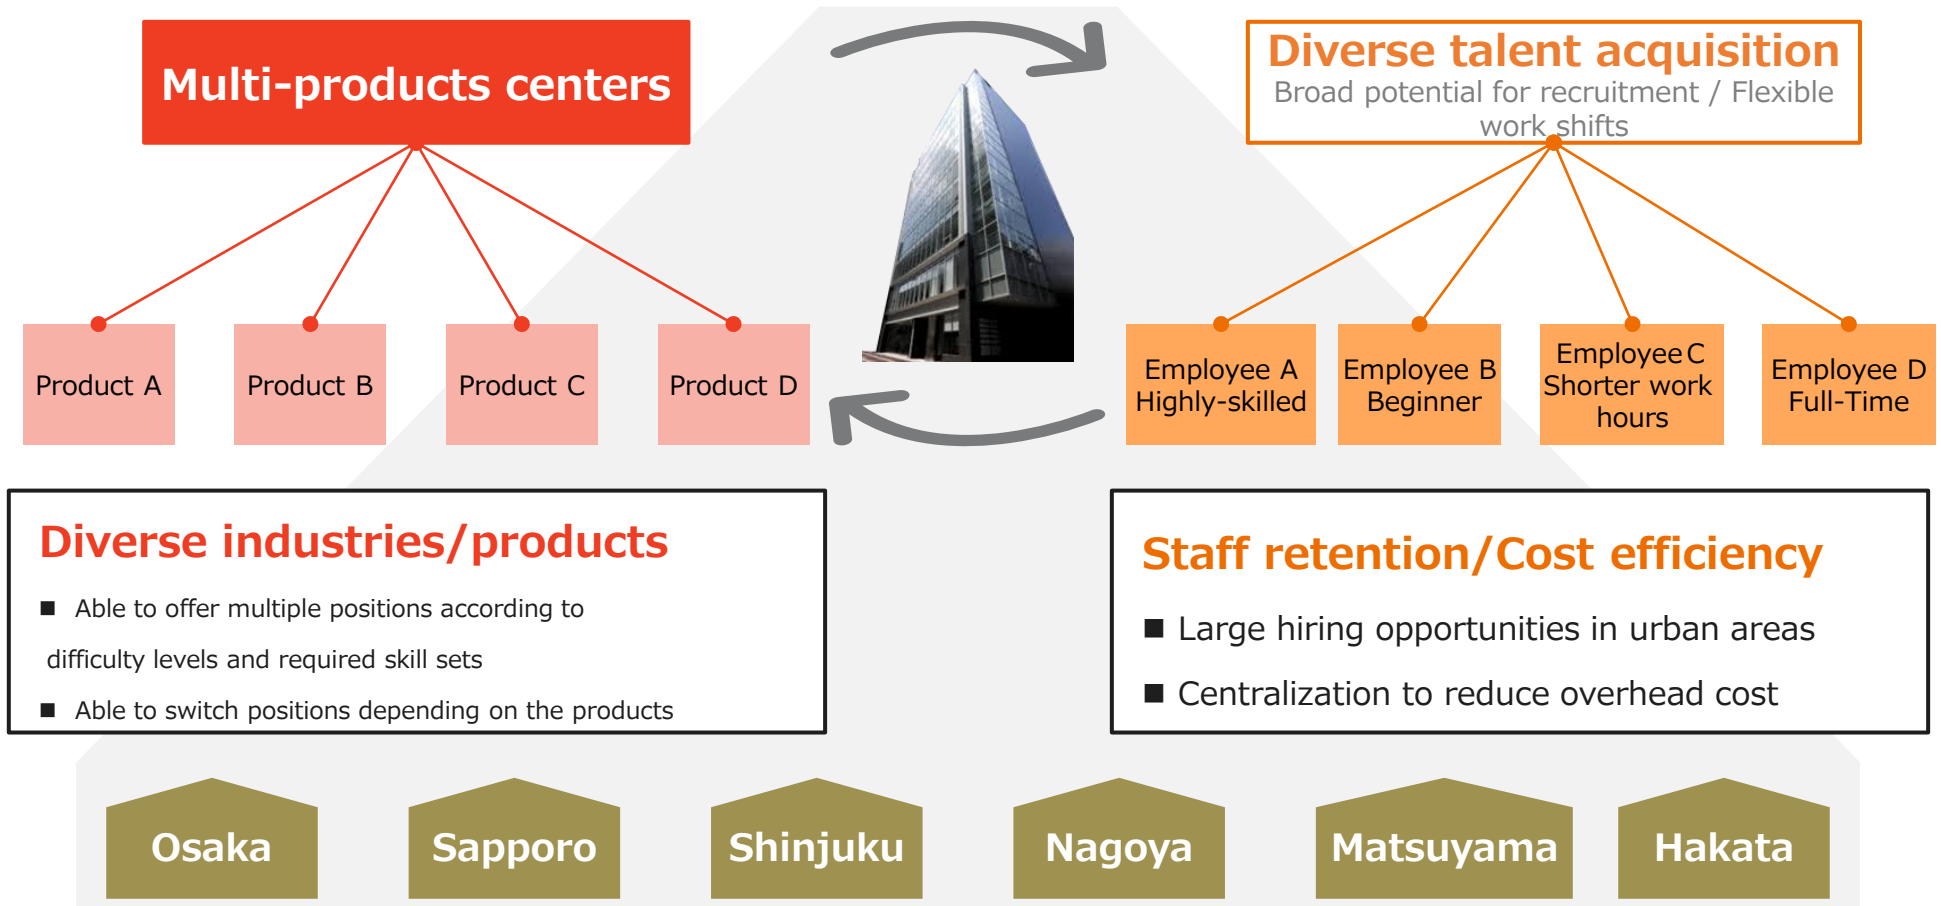 Multi-products centers
Diverse talent acquisition
Broad potential for recruitment / Flexible
work shifts
Product A
Product B
Product C
Product D
Employee A
Highly-skilled
Employee B
Beginner
Employee C
Shorter work
hours
Employee D
Full-Time
Diverse industries/products
■ Able to offer multiple positions according to
difficulty levels and required skill sets
■ Able to switch positions depending on the products
Staff retention/Cost efficiency
■ Large hiring opportunities in urban areas
■ Centralization to reduce overhead cost
Osaka
Sapporo
Shinjuku
Nagoya
Matsuyama
Hakata